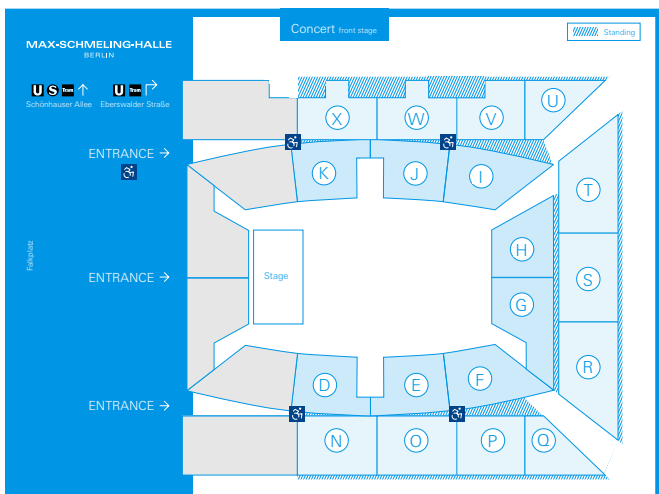 Concert front stage
Standing
MAX-SCHMELING-HALLE
BERLIN
U S Tram
U Tram
Schönhauser Allee
Eberswalder Straße
X
W
V
U
ENTRANCE →
K
J
I
T
H
Falkplatz
ENTRANCE →
Stage
S
G
R
D
E
F
ENTRANCE →
N
O
P
Q